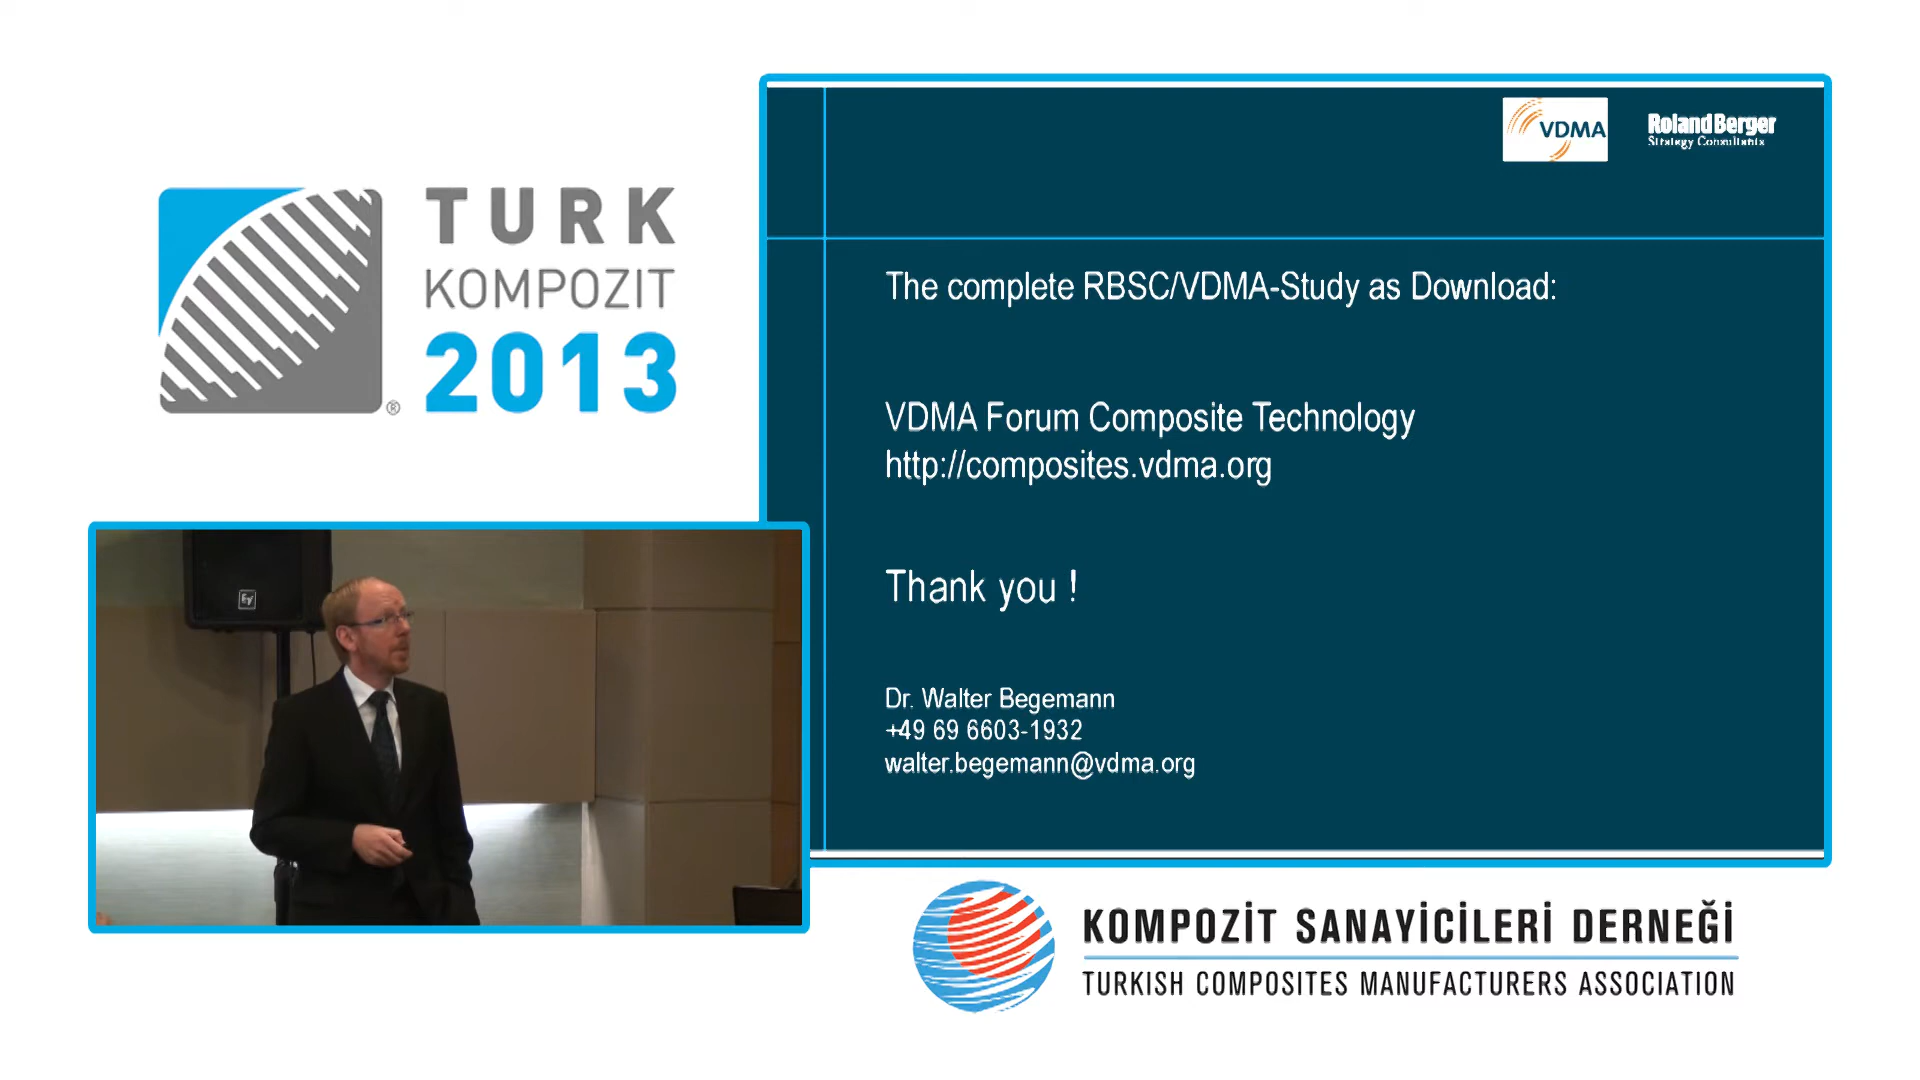 TURK
KOMPOZIT
2013
®
VDMA
Roland Berger
Strategy Consultants
The complete RBSC/VDMA-Study as Download:
VDMA Forum Composite Technology
http://composites.vdma.org
Thank you !
Dr. Walter Begemann
+49 69 6603-1932
walter.begemann@vdma.org
EV
KOMPOZİT SANAYİCİLERİ DERNEĞİ
TURKISH COMPOSITES MANUFACTURERS ASSOCIATION